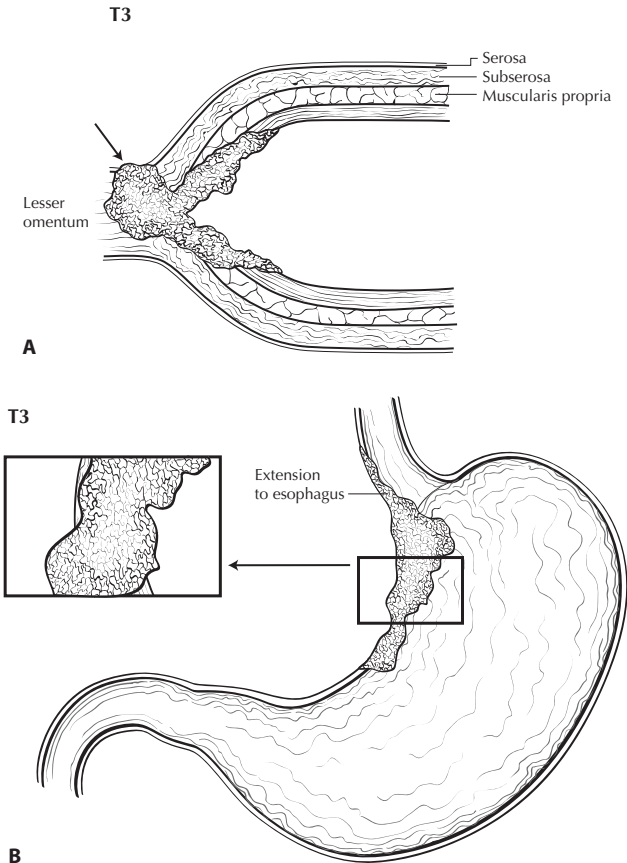 T3
Serosa
Subserosa
Muscularis propria
Lesser
omentum
A
T3
Extension
to esophagus
B